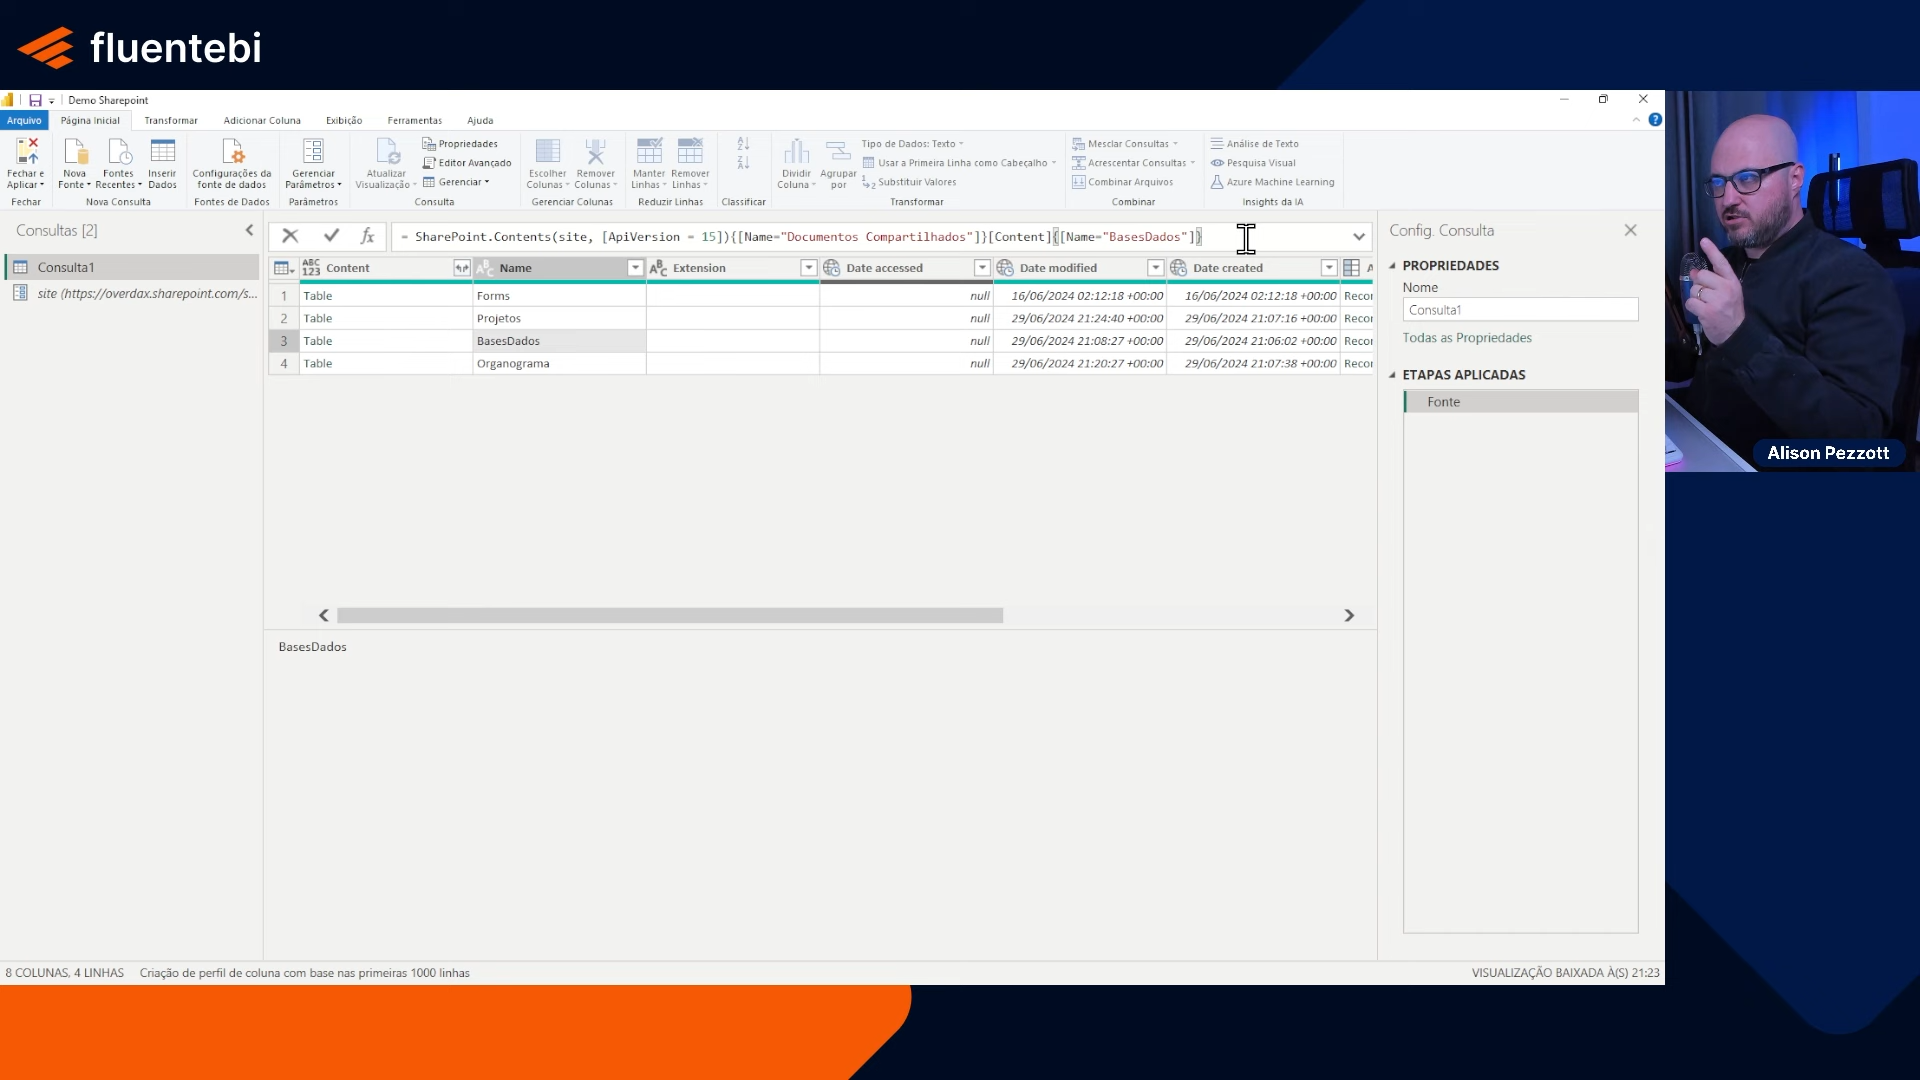 fluentebi
Demo Sharepoint
Arquivo Página Inicial Transformar Adicionar Coluna Exibição Ferramentas Ajuda
Fechar e Aplicar
Nova Fonte
Fontes Recentes
Inserir Dados
Configurações da fonte de dados
Gerenciar Parâmetros
Atualizar Visualização
Propriedades
Editor Avançado
Gerenciar
Escolher Colunas
Remover Colunas
Manter Linhas
Remover Linhas
Dividir Coluna
Agrupar por
Tipo de Dados: Texto
Usar a Primeira Linha como Cabeçalho
Substituir Valores
Mesclar Consultas
Acrescentar Consultas
Combinar Arquivos
Análise de Texto
Pesquisa Visual
Azure Machine Learning
Fechar Nova Consulta Fontes de Dados Parâmetros Consulta Gerenciar Colunas Reduzir Linhas Classificar Transformar Combinar Insights da IA
Consultas [2]
Consulta1
site (https://overdax.sharepoint.com/s...
= SharePoint.Contents(site, [ApiVersion = 15]){[Name="Documentos Compartilhados"]}[Content]{[Name="BasesDados"]}
ABC 123 Content ABC Name ABC Extension Date accessed Date modified Date created A
1 Table Forms null 16/06/2024 02:12:18 +00:00 16/06/2024 02:12:18 +00:00 Recor
2 Table Projetos null 29/06/2024 21:24:40 +00:00 29/06/2024 21:07:16 +00:00 Recor
3 Table BasesDados null 29/06/2024 21:08:27 +00:00 29/06/2024 21:06:02 +00:00 Recor
4 Table Organograma null 29/06/2024 21:20:27 +00:00 29/06/2024 21:07:38 +00:00 Recor
BasesDados
Config. Consulta
PROPRIEDADES
Nome
Consulta1
Todas as Propriedades
ETAPAS APLICADAS
Fonte
Alison Pezzott
8 COLUNAS, 4 LINHAS Criação de perfil de coluna com base nas primeiras 1000 linhas
VISUALIZAÇÃO BAIXADA À(S) 21:23